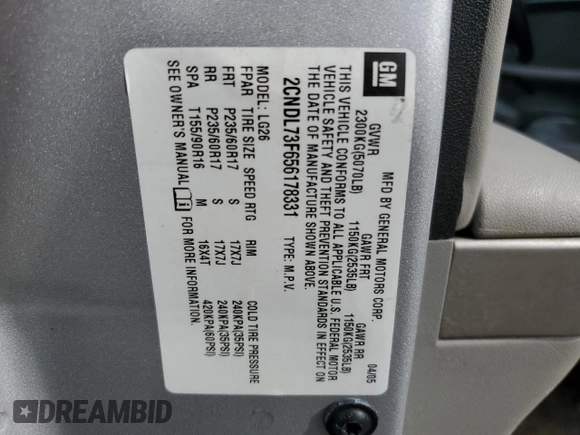 GM
MFD BY GENERAL MOTORS CORP. 04/05
GVWR GAWR FRT GAWR RR
2300KG(5070LB) 1150KG(2535LB) 1150KG(2535LB)
THIS VEHICLE CONFORMS TO ALL APPLICABLE U.S. FEDERAL MOTOR
VEHICLE SAFETY AND THEFT PREVENTION STANDARDS IN EFFECT ON
THE DATE OF MANUFACTURE SHOWN ABOVE.
2CNDL73F656178331 TYPE: M.P.V.
MODEL: LG26
FPAR TIRE SIZE SPEED RTG RIM COLD TIRE PRESSURE
FRT P235/60R17 S 17X7J 240KPA(35PSI)
RR P235/60R17 S 17X7J 240KPA(35PSI)
SPA T155/90R16 M 16X4T 420KPA(60PSI)
SEE OWNER'S MANUAL i FOR MORE INFORMATION.
DREAMBID